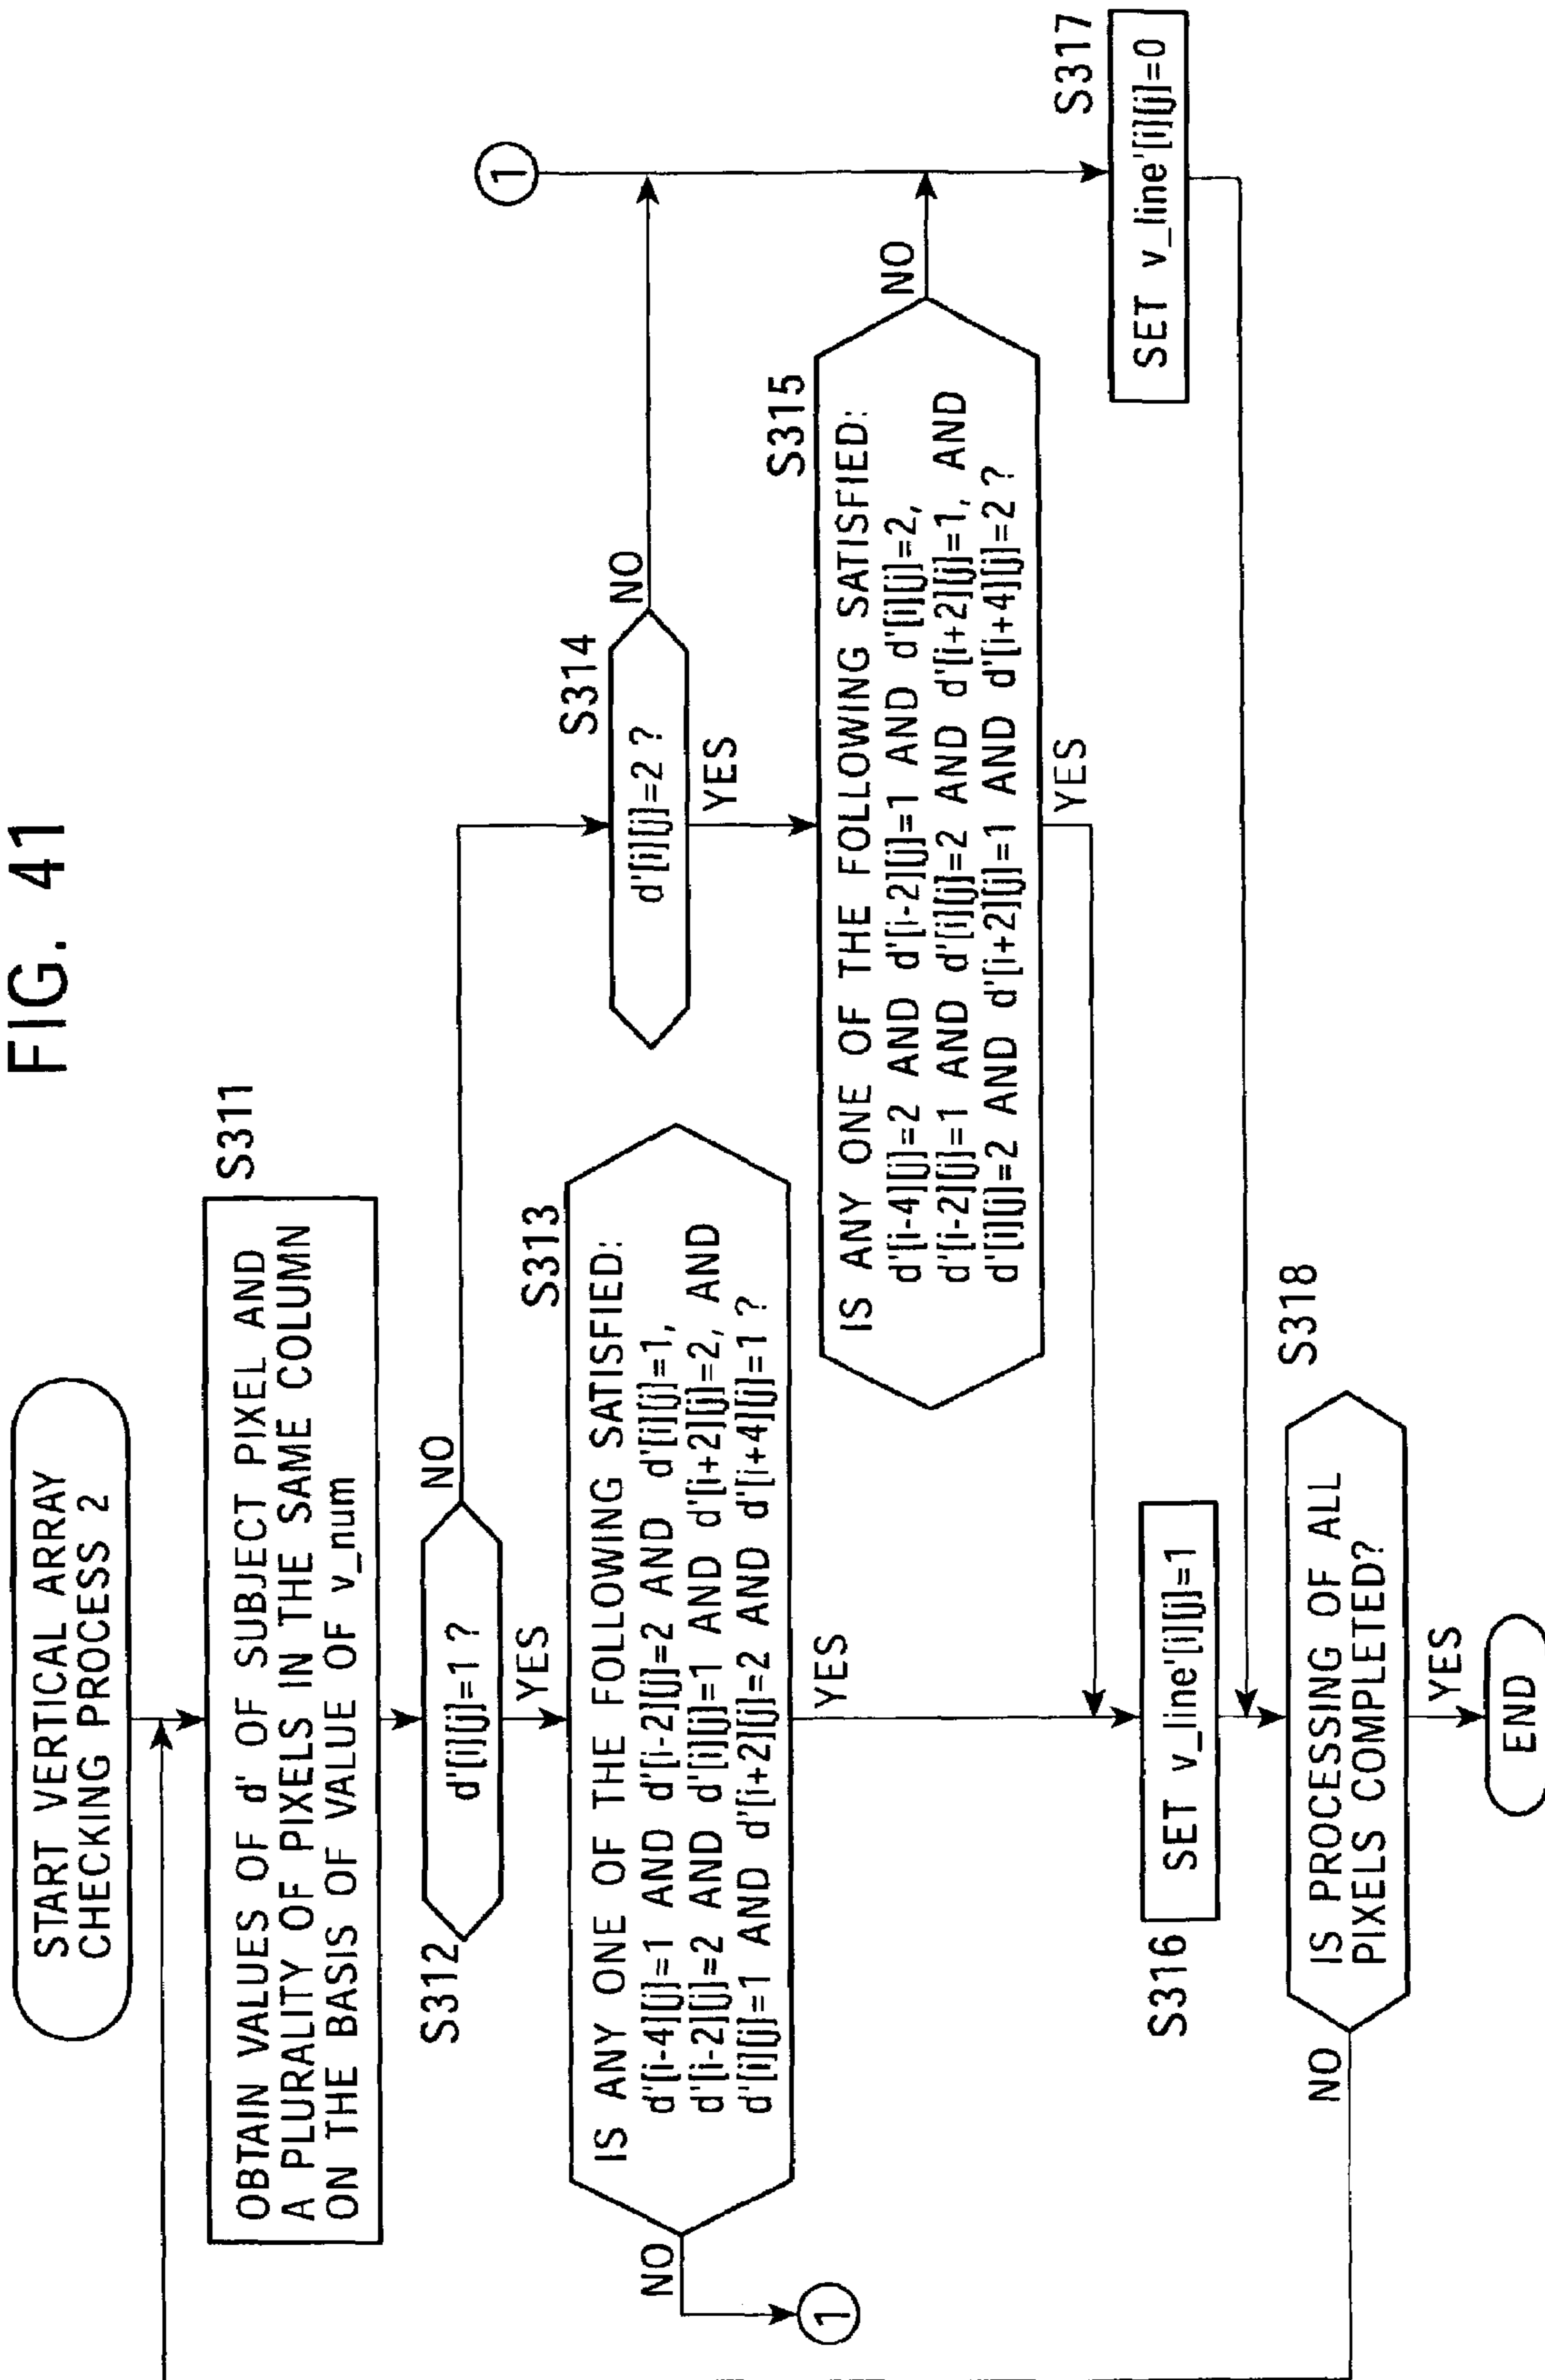 FIG. 41
START VERTICAL ARRAY
CHECKING PROCESS 2
S311
OBTAIN VALUES OF d' OF SUBJECT PIXEL AND
A PLURALITY OF PIXELS IN THE SAME COLUMN
ON THE BASIS OF VALUE OF v_num
S312
d'[i][j]=1 ?
NO
YES
S313
IS ANY ONE OF THE FOLLOWING SATISFIED:
d'[i-4][j]=1 AND d'[i-2][j]=2 AND d'[i][j]=1,
d'[i-2][j]=2 AND d'[i][j]=1 AND d'[i+2][j]=2, AND
d'[i][j]=1 AND d'[i+2][j]=2 AND d'[i+4][j]=1 ?
NO
1
YES
S314
d'[i][j]=2 ?
NO
YES
S315
IS ANY ONE OF THE FOLLOWING SATISFIED:
d'[i-4][j]=2 AND d'[i-2][j]=1 AND d'[i][j]=2,
d'[i-2][j]=1 AND d'[i][j]=2 AND d'[i+2][j]=1, AND
d'[i][j]=2 AND d'[i+2][j]=1 AND d'[i+4][j]=2 ?
NO
YES
1
S316
SET v_line'[i][j]=1
S317
SET v_line'[i][j]=0
S318
IS PROCESSING OF ALL
PIXELS COMPLETED?
NO
YES
END